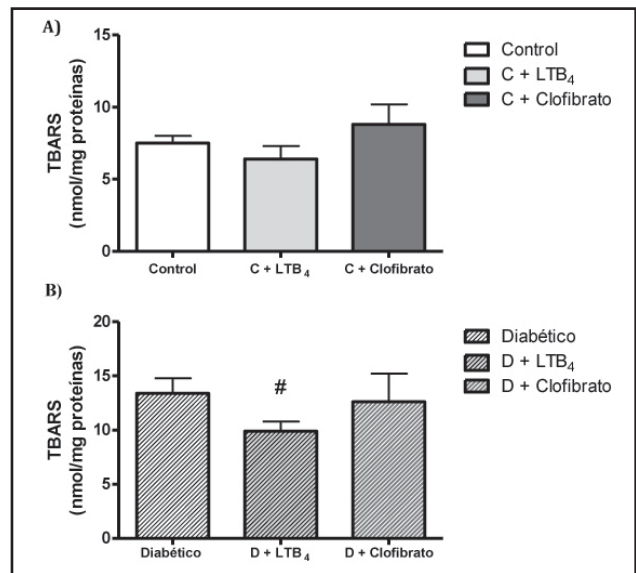 A)
TBARS
(nmol/mg proteínas)
15
10
5
0
Control
C + LTB₄
C + Clofibrato
Control
C + LTB₄
C + Clofibrato
B)
TBARS
(nmol/mg proteínas)
20
15
10
5
0
#
Diabético
D + LTB₄
D + Clofibrato
Diabético
D + LTB₄
D + Clofibrato